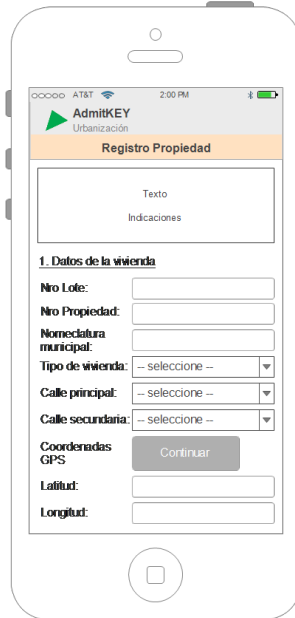 AT&T 2:00 PM
AdmitKEY
Urbanización
Registro Propiedad
Texto
Indicaciones
1. Datos de la vivienda
Nro Lote:
Nro Propiedad:
Nomeclatura
municipal:
Tipo de vivienda: -- seleccione --
Calle principal: -- seleccione --
Calle secundaria: -- seleccione --
Coordenadas
GPS
Continuar
Latitud:
Longitud: